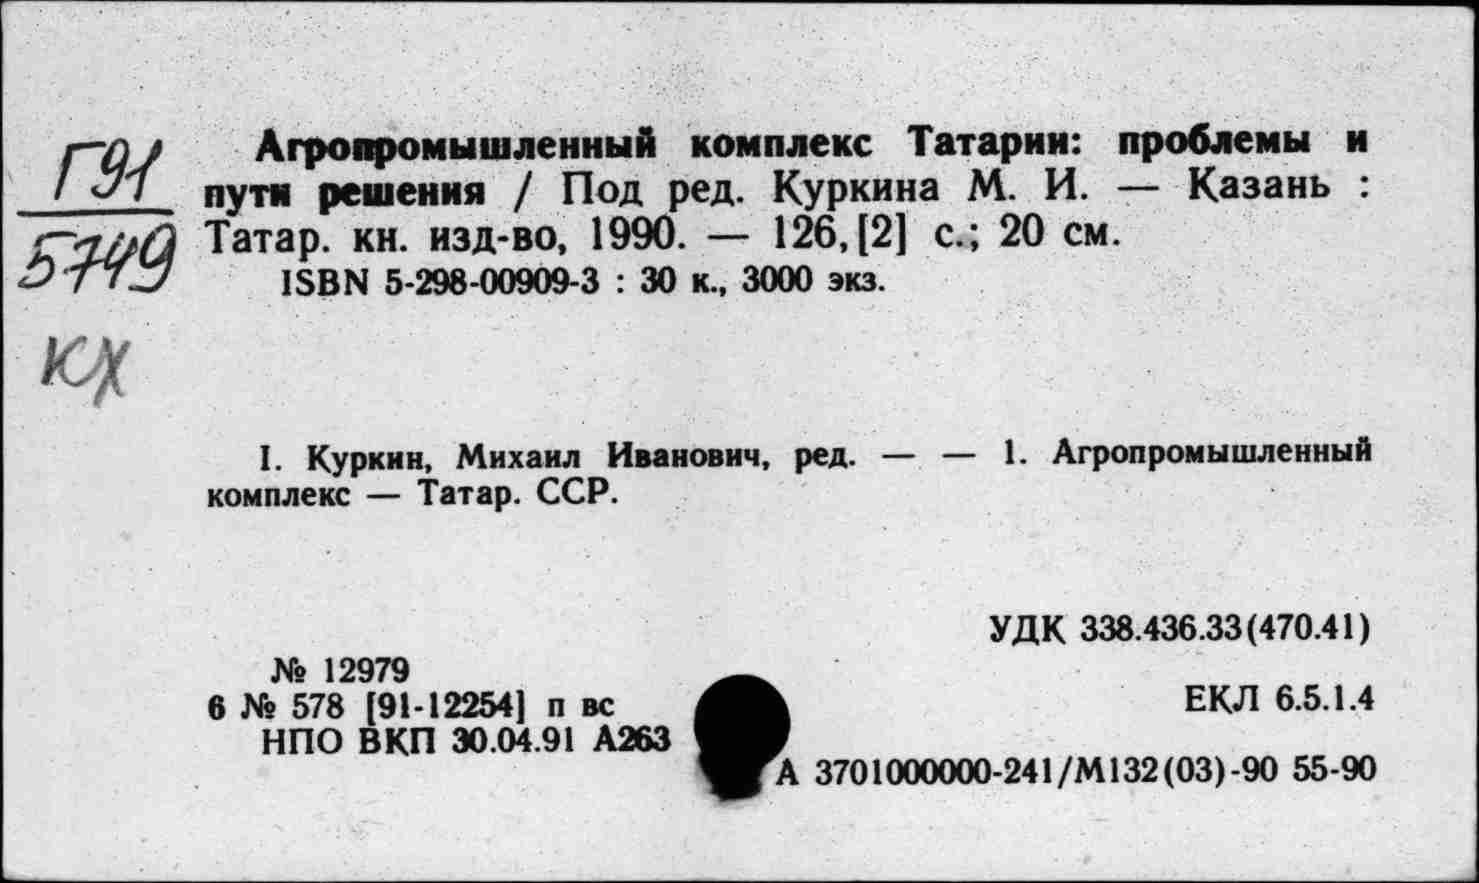 Г91
5749
кх
Агропромышленный комплекс Татарии: проблемы и
пути решения / Под ред. Куркина М. И. — Казань :
Татар. кн. изд-во, 1990. — 126, [2] с.; 20 см.
ISBN 5-298-00909-3 : 30 к., 3000 экз.
I. Куркин, Михаил Иванович, ред. — — 1. Агропромышленный
комплекс — Татар. ССР.
УДК 338.436.33(470.41)
№ 12979
6 № 578 [91-12254] п вс
ЕКЛ 6.5.1.4
НПО ВКП 30.04.91 А263
А 3701000000-241/М132(03)-90 55-90